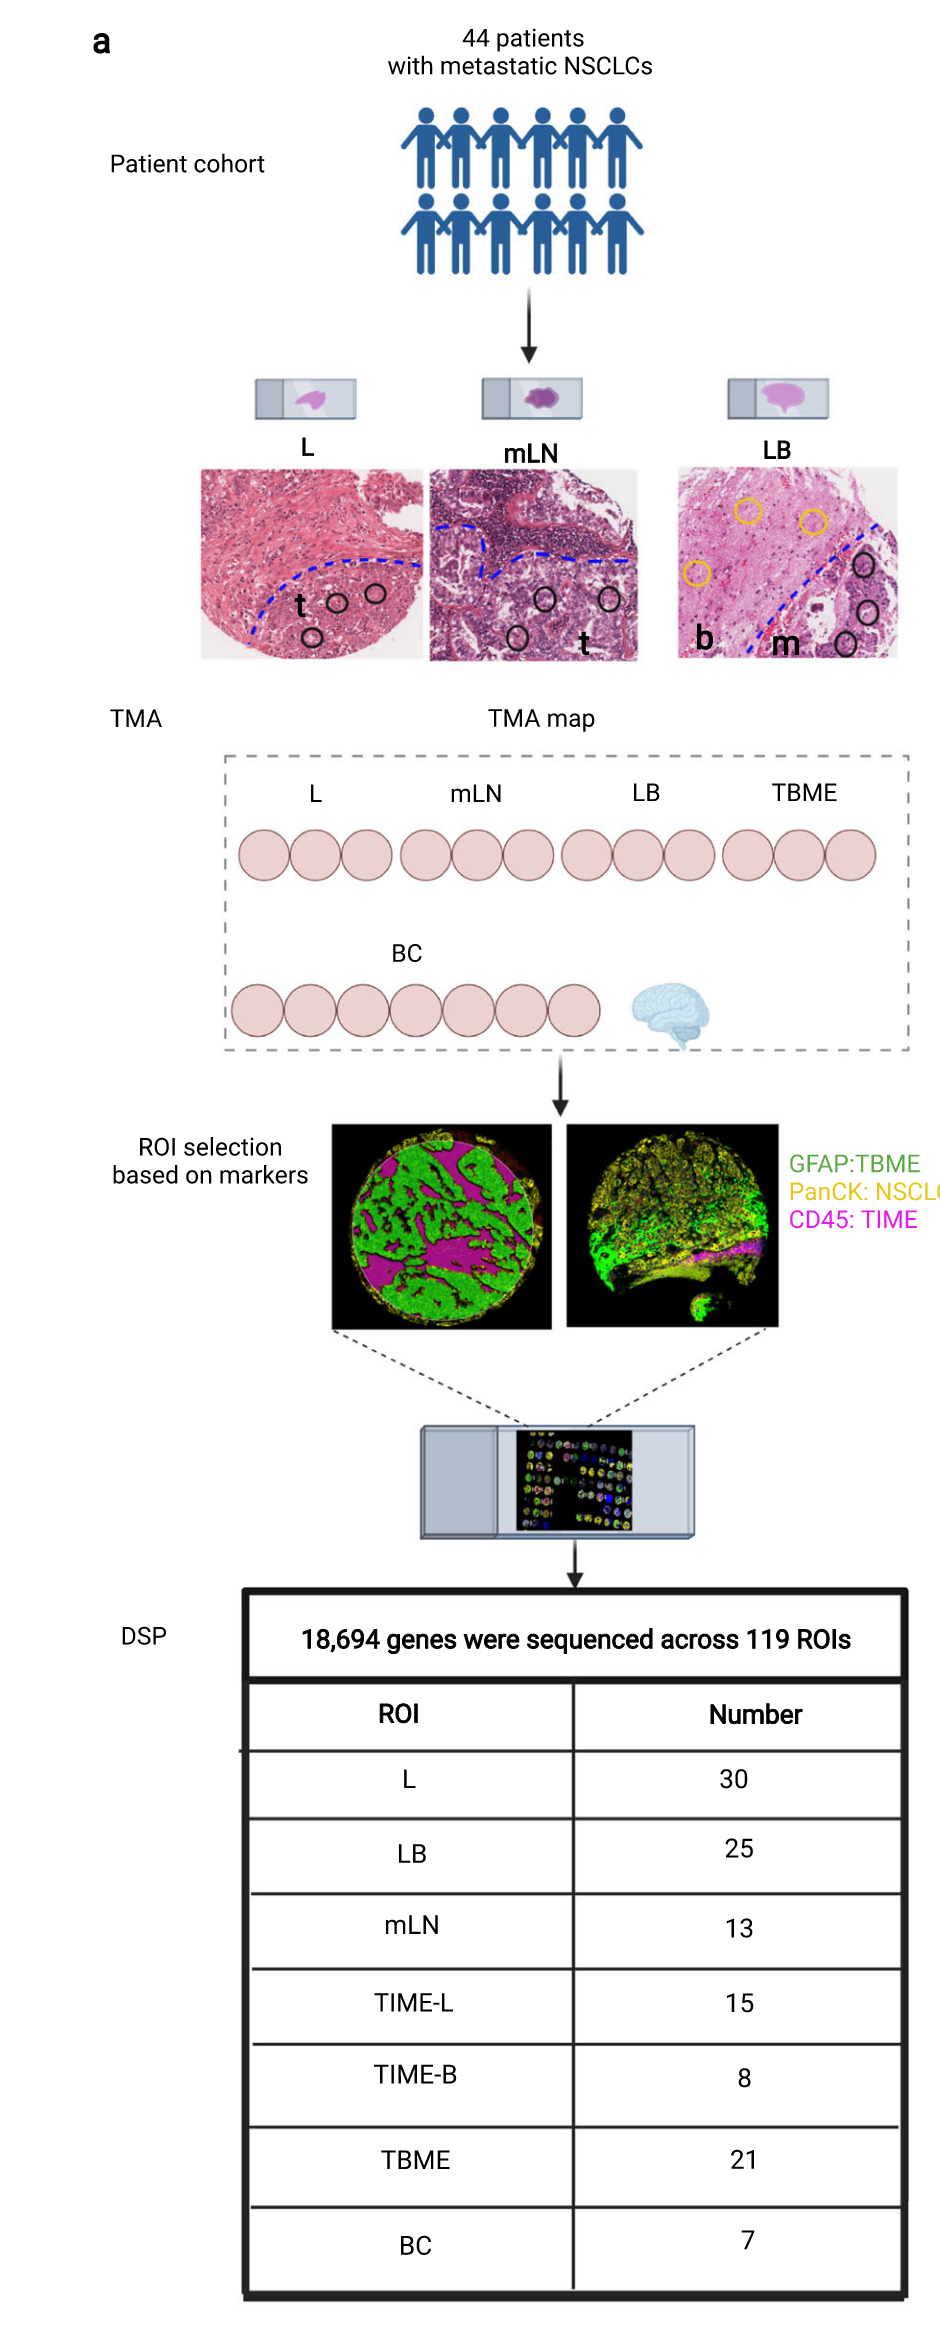 a
44 patients
with metastatic NSCLCs
Patient cohort
L
mLN
LB
t
t
b
m
TMA
TMA map
L
mLN
LB
TBME
BC
ROI selection
based on markers
GFAP:TBME
PanCK: NSCLC
CD45: TIME
DSP
18,694 genes were sequenced across 119 ROIs
ROI
Number
L
30
LB
25
mLN
13
TIME-L
15
TIME-B
8
TBME
21
BC
7